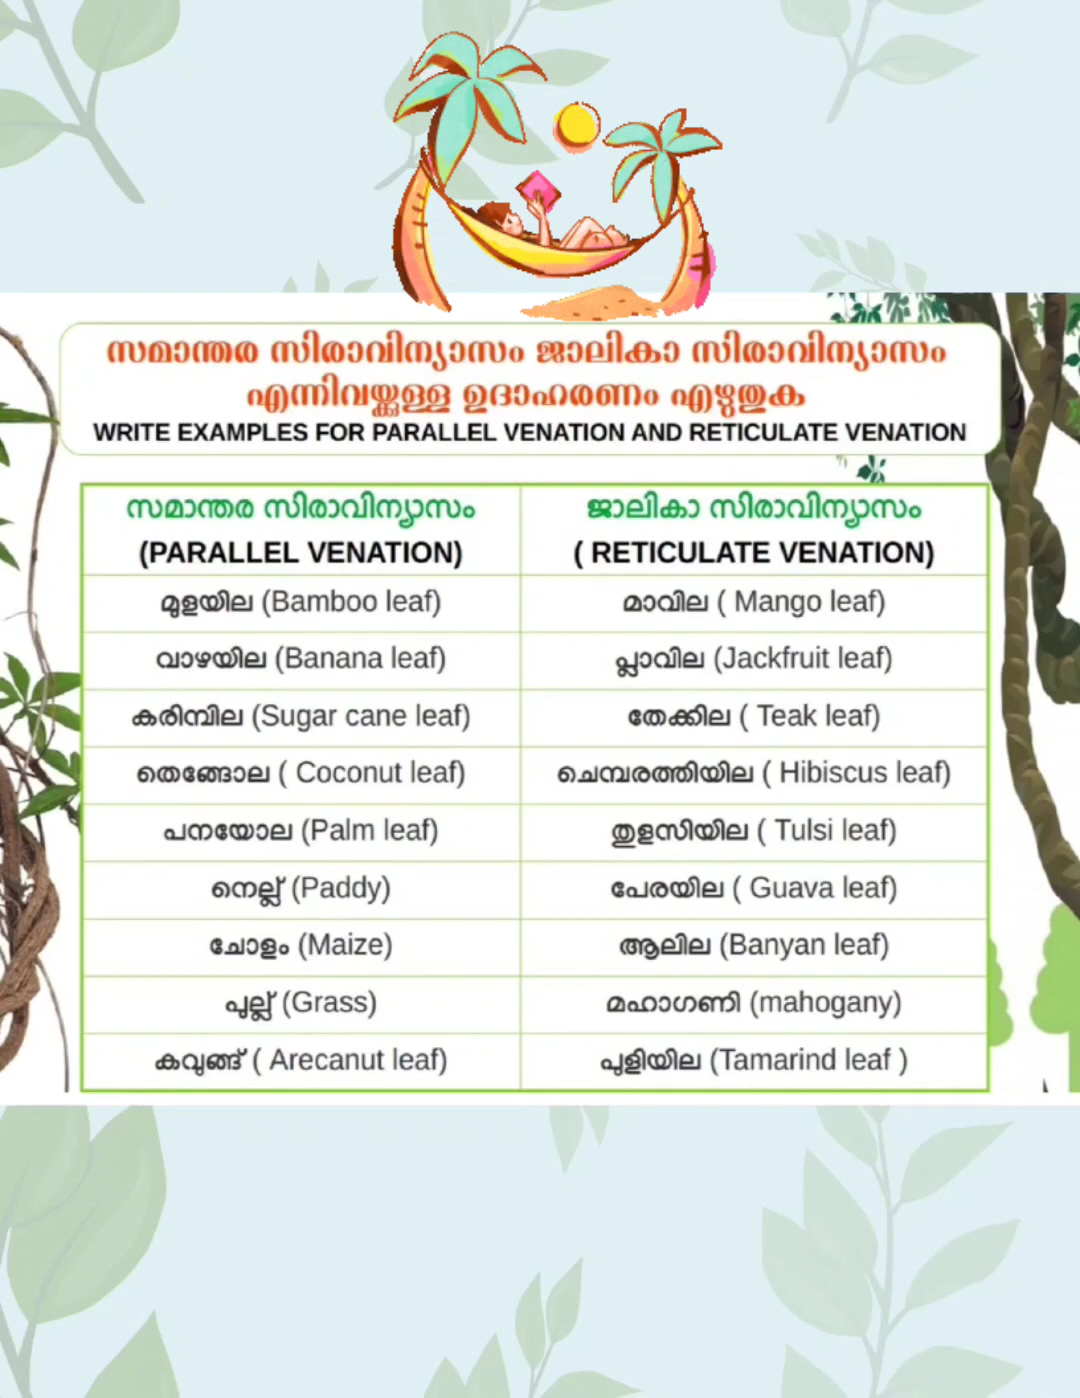 സമാന്തര സിരാവിന്യാസം ജാലികാ സിരാവിന്യാസം
എന്നിവയ്ക്കുള്ള ഉദാഹരണം എഴുതുക
WRITE EXAMPLES FOR PARALLEL VENATION AND RETICULATE VENATION
സമാന്തര സിരാവിന്യാസം ജാലികാ സിരാവിന്യാസം
(PARALLEL VENATION) ( RETICULATE VENATION)
മുളയില (Bamboo leaf) മാവില ( Mango leaf)
വാഴയില (Banana leaf) പ്ലാവില (Jackfruit leaf)
കരിമ്പില (Sugar cane leaf) തേക്കില ( Teak leaf)
തെങ്ങോല ( Coconut leaf) ചെമ്പരത്തിയില ( Hibiscus leaf)
പനയോല (Palm leaf) തുളസിയില ( Tulsi leaf)
നെല്ല് (Paddy) പേരയില ( Guava leaf)
ചോളം (Maize) ആലില (Banyan leaf)
പുല്ല് (Grass) മഹാഗണി (mahogany)
കവുങ്ങ് ( Arecanut leaf) പുളിയില (Tamarind leaf )